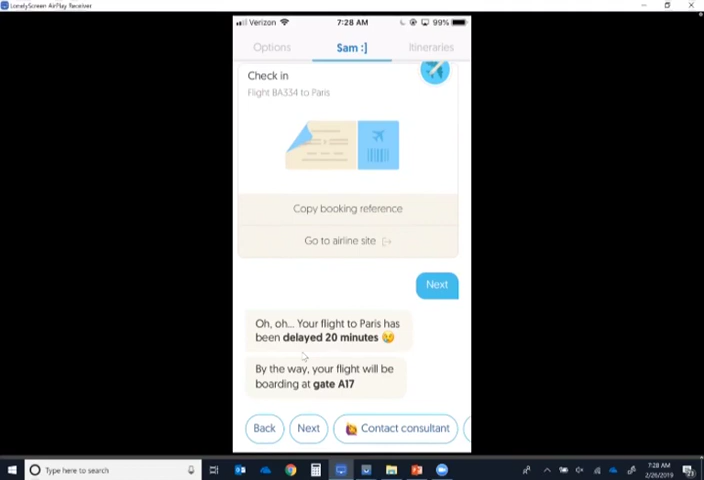 LonelyScreen AirPlay Receiver
Verizon
7:28 AM
99%
Options
Sam :]
Itineraries
Check in
Flight BA334 to Paris
Copy booking reference
Go to airline site
Next
Oh, oh... Your flight to Paris has
been delayed 20 minutes 😢
By the way, your flight will be
boarding at gate A17
Back
Next
Contact consultant
Type here to search
7:28 AM
2/26/2019